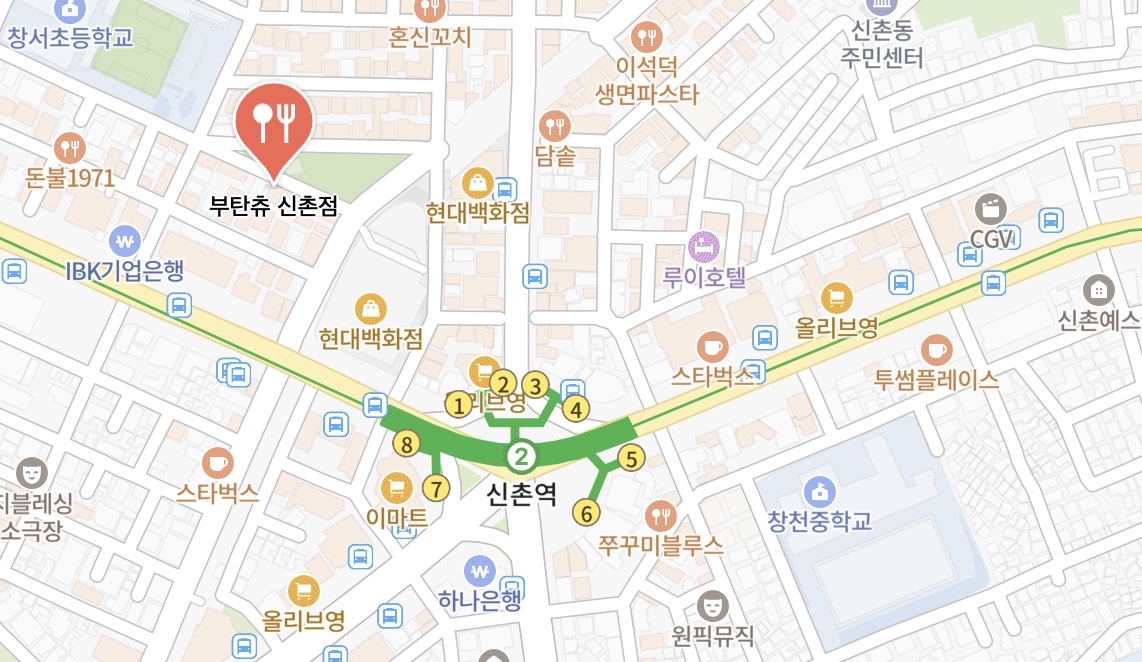 창서초등학교
혼신꼬치
이석덕
생면파스타
신촌동
주민센터
돈불1971
담솥
부탄츄 신촌점
현대백화점
CGV
IBK기업은행
루이호텔
신촌예스
현대백화점
올리브영
스타벅스
투썸플레이스
1
2
3
4
리브영
8
2
5
7
신촌역
6
스타벅스
이마트
지블레싱
소극장
창천중학교
쭈꾸미블루스
하나은행
올리브영
원픽뮤직